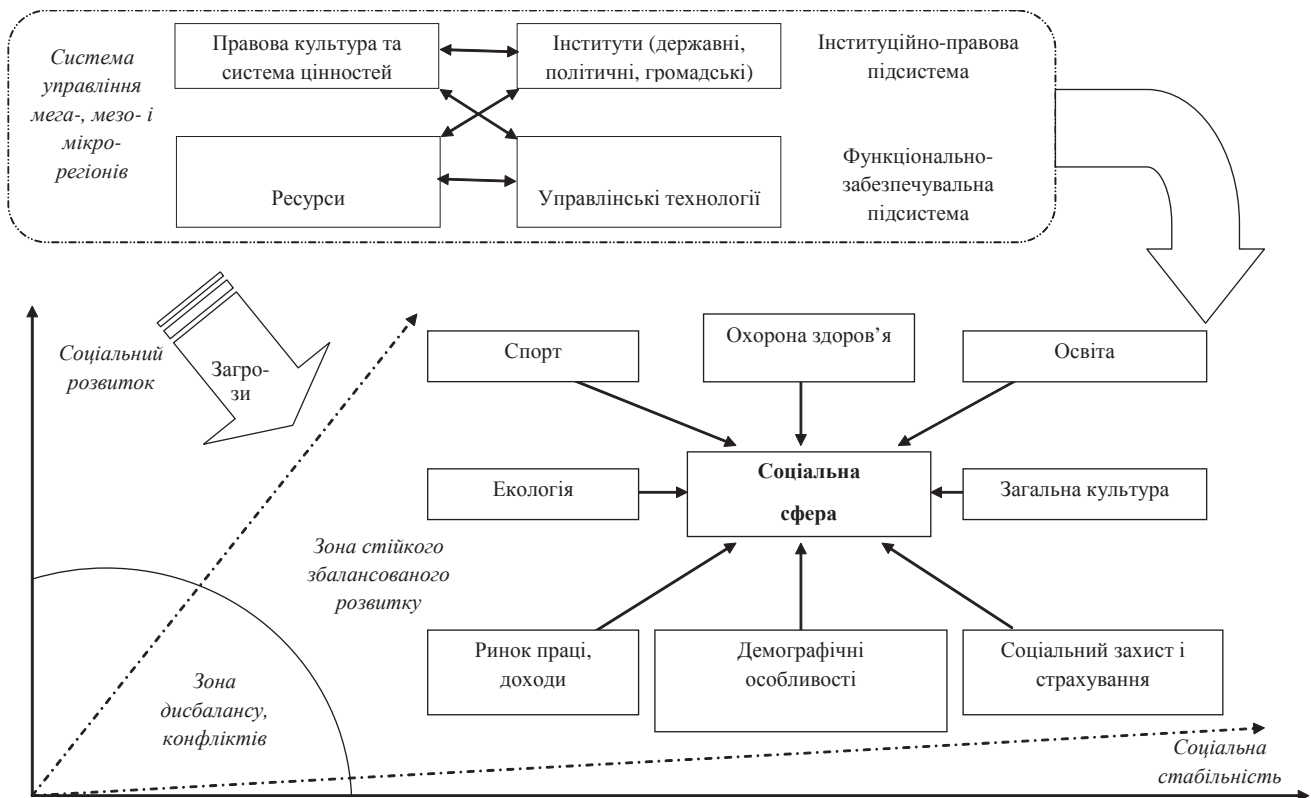 Система
управління
мега-, мезо- і
мікро-
регіонів
Правова культура та
система цінностей
Інститути (державні,
політичні, громадські)
Інституційно-правова
підсистема
Ресурси
Управлінські технології
Функціонально-
забезпечувальна
підсистема
Соціальний
розвиток
Загро-
зи
Спорт
Охорона здоров’я
Освіта
Екологія
Соціальна
сфера
Загальна культура
Зона стійкого
збалансованого
розвитку
Ринок праці,
доходи
Демографічні
особливості
Соціальний захист і
страхування
Зона
дисбалансу,
конфліктів
Соціальна
стабільність